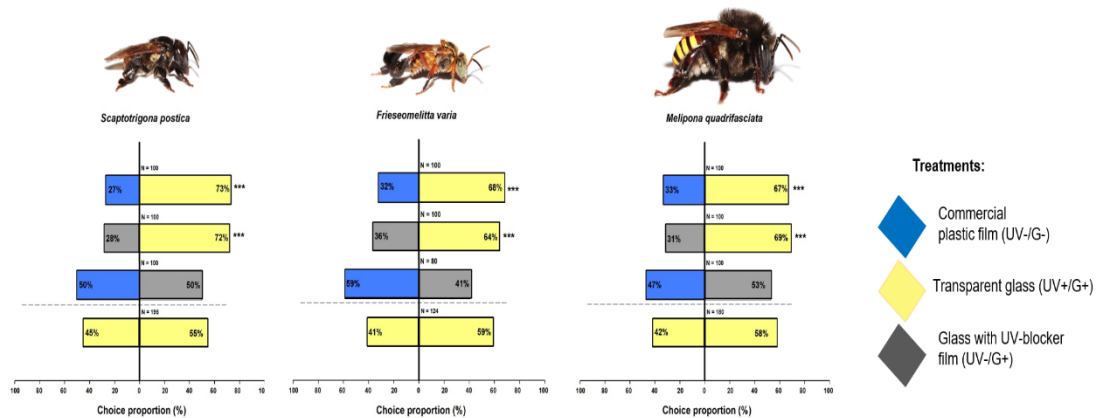 Scaptotrigona postica
N = 100
27% 73% ***
N = 100
28% 72% ***
N = 100
50% 50%
45% 55%
100 80 60 40 20 0 20 40 60 80
Choice proportion (%)
Frieseomelitta varia
N = 100
32% 68% ***
N = 100
36% 64% ***
N = 80
59% 41%
N = 124
41% 59%
100 80 60 40 20 0 20 40 60 80 100
Choice proportion (%)
Melipona quadrifasciata
N = 100
33% 67% ***
N = 100
31% 69% ***
N = 100
47% 53%
42% 58%
100 80 60 40 20 0 20 40 60 80 100
Choice proportion (%)
Treatments:
Commercial
plastic film (UV-/G-)
Transparent glass (UV+/G+)
Glass with UV-blocker
film (UV-/G+)